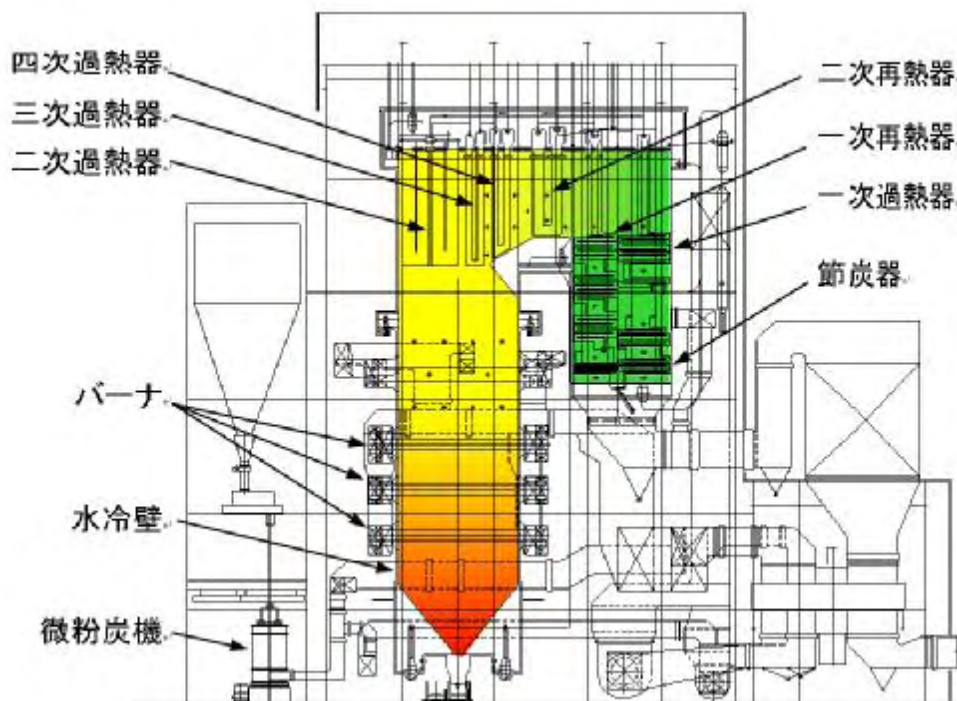 四次過熱器
三次過熱器
二次過熱器
バーナ
水冷壁
微粉炭機
二次再熱器
一次再熱器
一次過熱器
節炭器